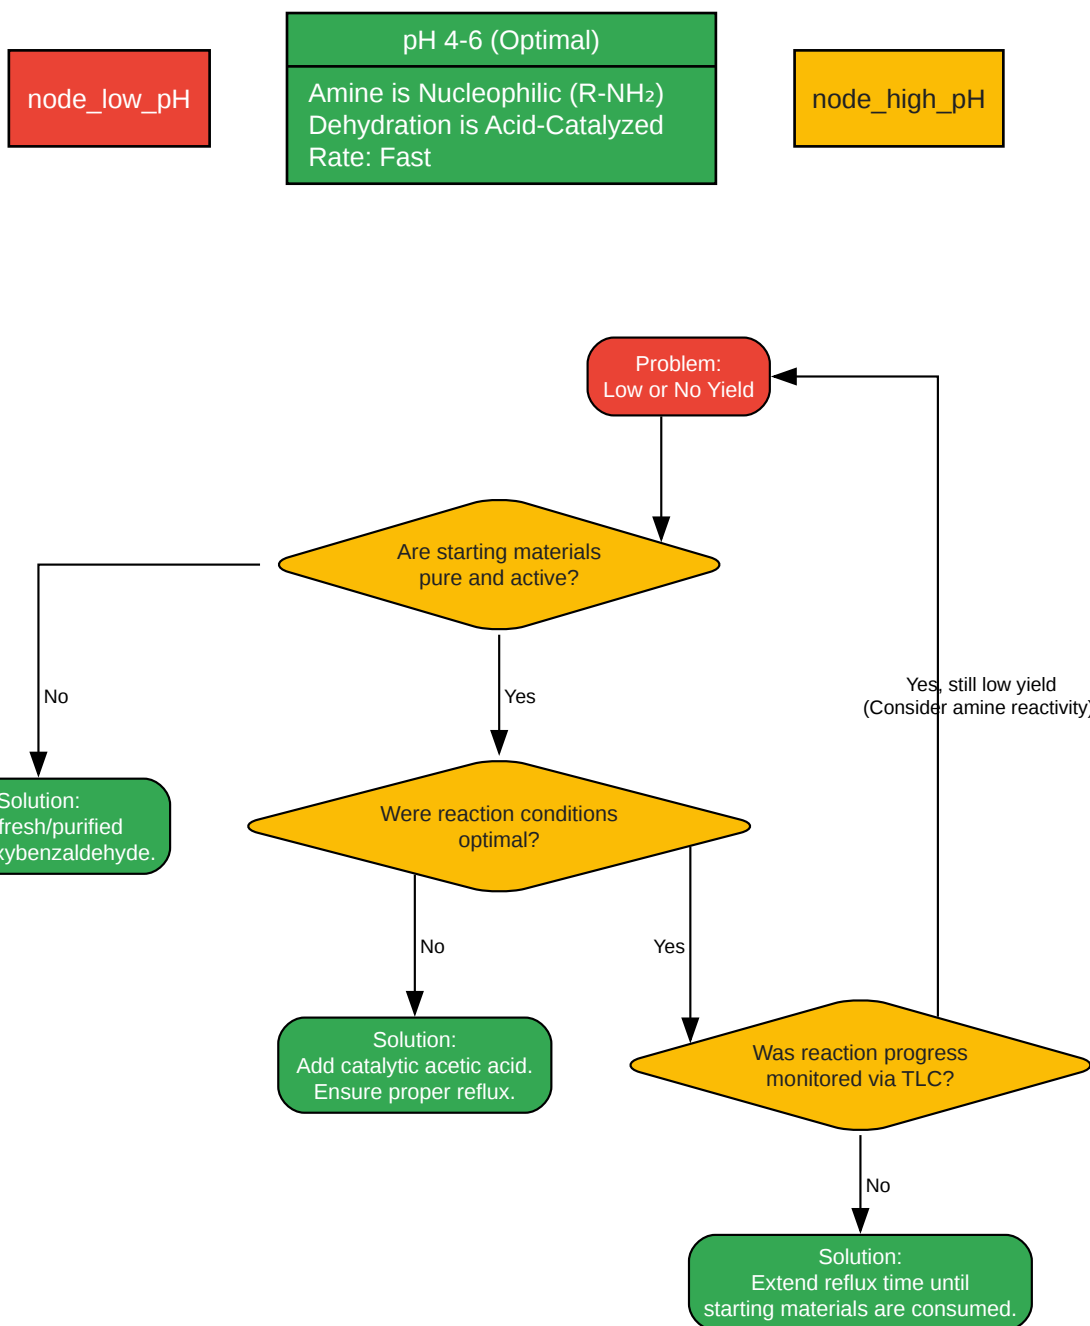 node_low_pH
pH 4-6 (Optimal)
Amine is Nucleophilic (R-NH₂)
Dehydration is Acid-Catalyzed
Rate: Fast
node_high_pH
Problem:
Low or No Yield
Are starting materials
pure and active?
No
Yes
Yes, still low yield
(Consider amine reactivity)
Solution:
fresh/purified
xybenzaldehyde.
Were reaction conditions
optimal?
No
Yes
Solution:
Add catalytic acetic acid.
Ensure proper reflux.
Was reaction progress
monitored via TLC?
No
Solution:
Extend reflux time until
starting materials are consumed.